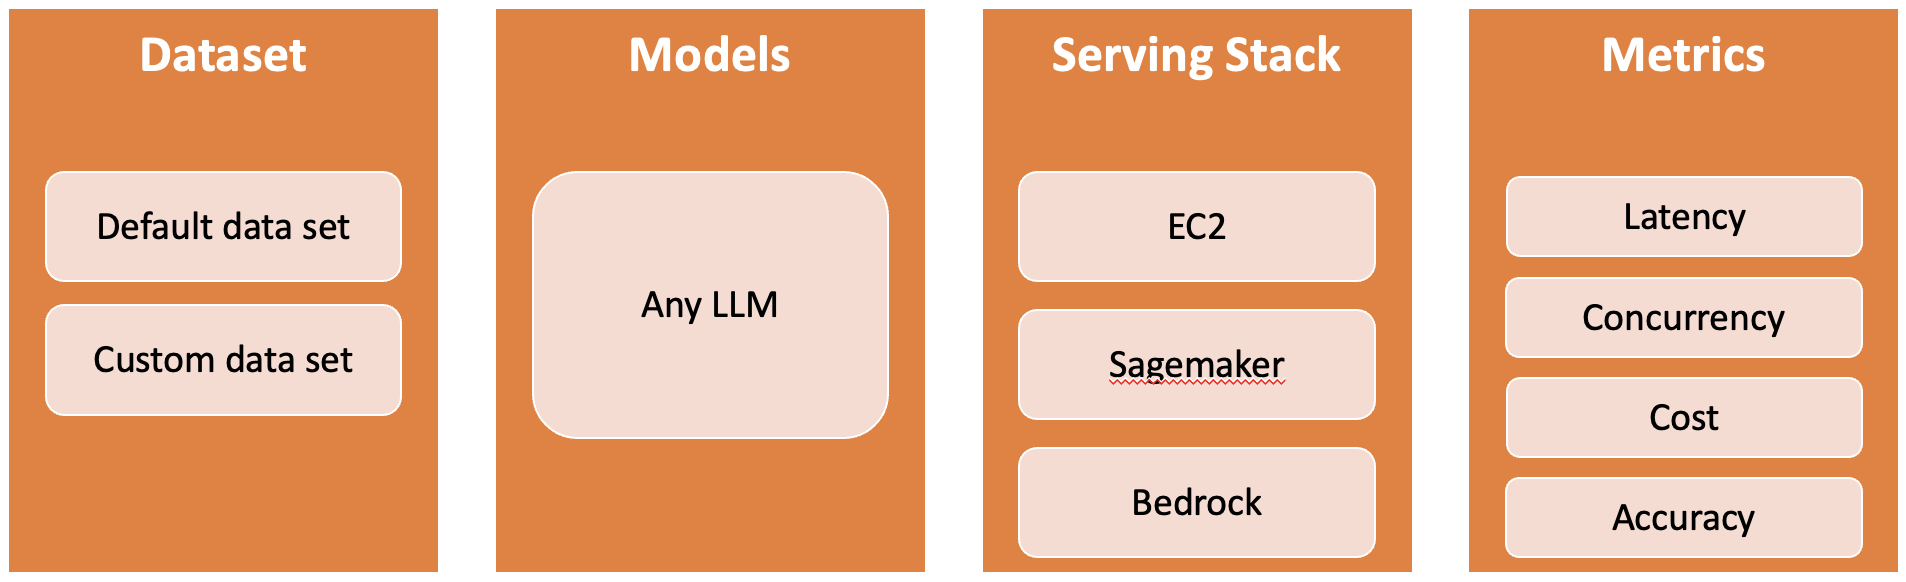 Dataset
Default data set
Custom data set
Models
Any LLM
Serving Stack
EC2
Sagemaker
Bedrock
Metrics
Latency
Concurrency
Cost
Accuracy